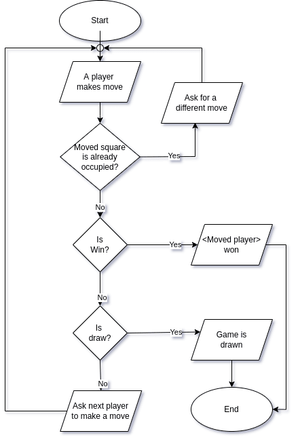 Start
A player
makes move
Ask for a
different move
Moved square
is already
occupied?
Yes
No
Is
Win?
Yes
<Moved player>
won
No
Is
draw?
Yes
Game is
drawn
No
Ask next player
to make a move
End